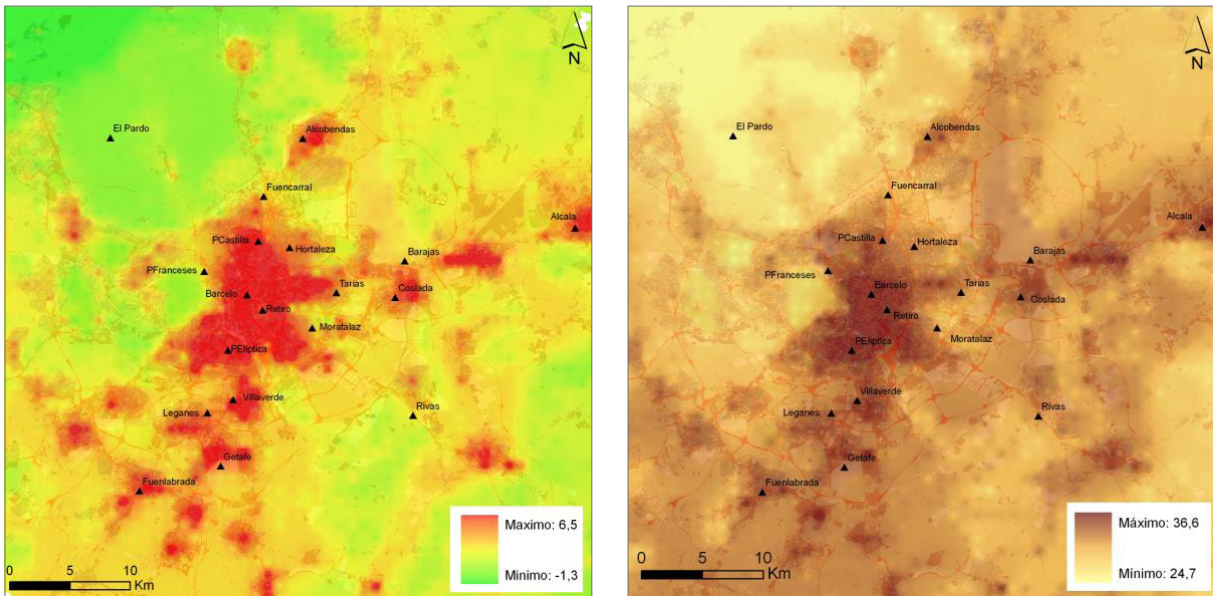 N
El Pardo
Alcobendas
Fuencarral
Alcala
PCastilla
Hortaleza
Barajas
PFranceses
Barcelo
Tarias
Coslada
Retiro
Moratalaz
PEliptica
Villaverde
Leganes
Rivas
Getafe
Fuenlabrada
Maximo: 6,5
Mínimo: -1,3
0 5 10
Km
N
El Pardo
Alcobendas
Fuencarral
Alcala
PCastilla
Hortaleza
Barajas
PFranceses
Barcelo
Tarias
Coslada
Retiro
Moratalaz
PEliptica
Villaverde
Leganes
Rivas
Getafe
Fuenlabrada
Máximo: 36,6
Mínimo: 24,7
0 5 10
Km